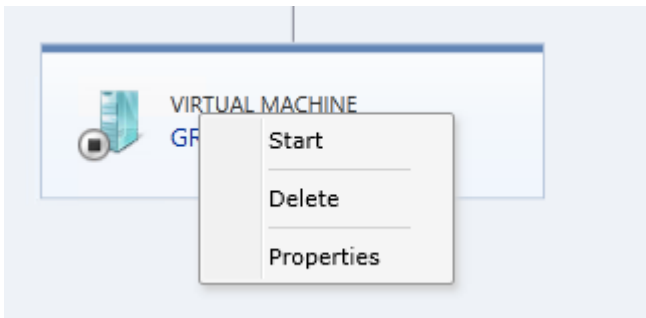 VIRTUAL MACHINE
GR
Start
Delete
Properties